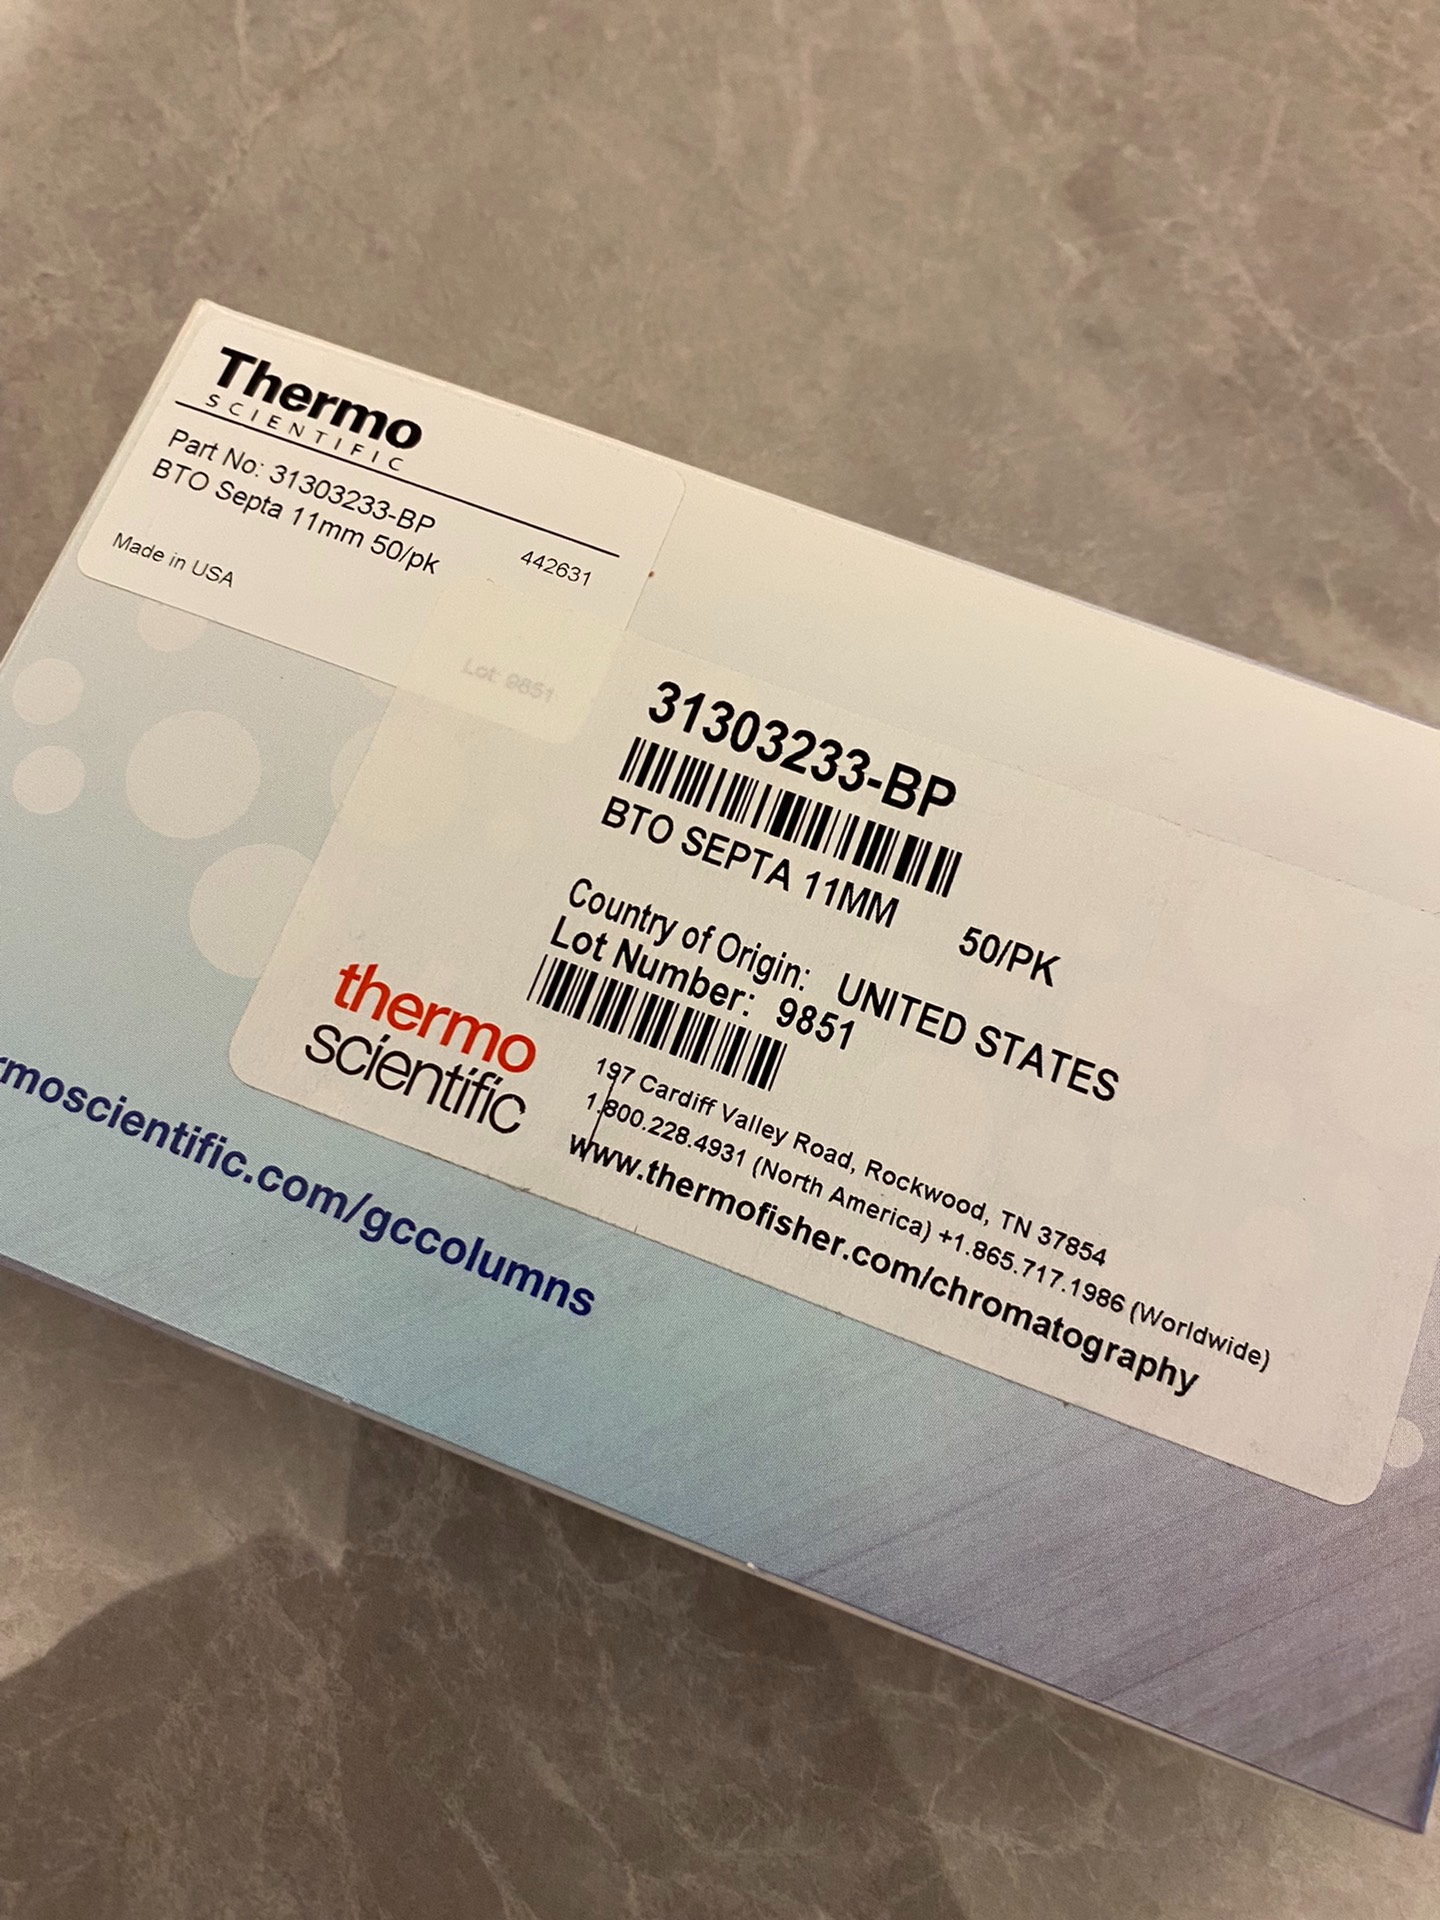 Thermo
SCIENTIFIC
Part No: 31303233-BP
BTO Septa 11mm 50/pk
442631
Made in USA
Lot: 9851
31303233-BP
BTO SEPTA 11MM 50/PK
Country of Origin: UNITED STATES
Lot Number: 9851
thermo
scientific
197 Cardiff Valley Road, Rockwood, TN 37854
1.800.228.4931 (North America) +1.865.717.1986 (Worldwide)
www.thermofisher.com/chromatography
rmoscientific.com/gccolumns